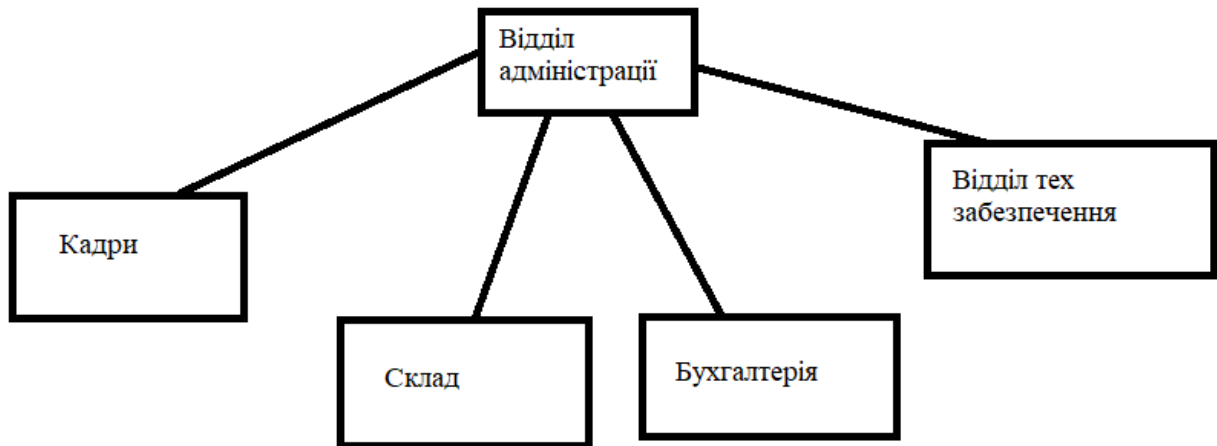 Відділ
адміністрації
Відділ тех
забезпечення
Кадри
Склад
Бухгалтерія